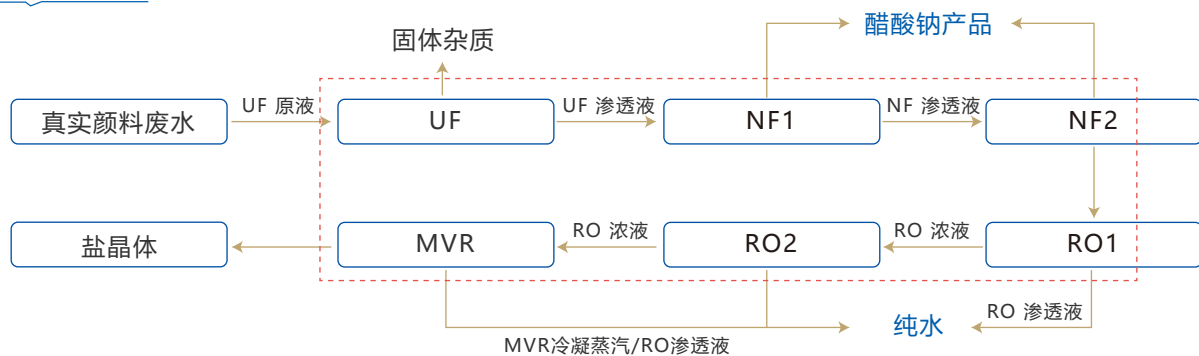 醋酸钠产品
固体杂质
真实颜料废水
UF 原液
UF
UF 渗透液
NF1
NF 渗透液
NF2
盐晶体
MVR
RO 浓液
RO2
RO 浓液
RO1
纯水
RO 渗透液
MVR冷凝蒸汽/RO渗透液